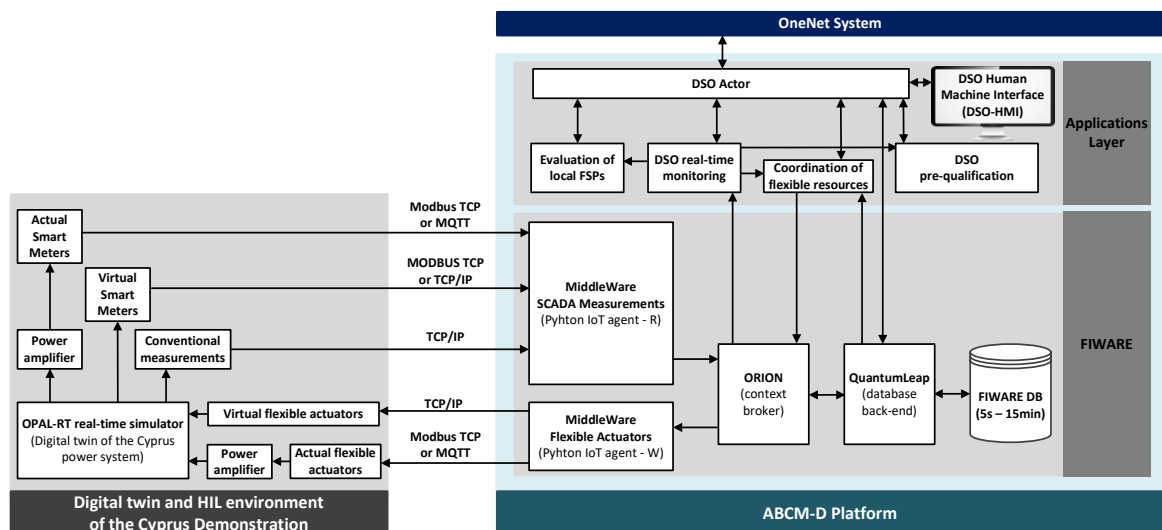 OneNet System
DSO Actor
DSO Human
Machine Interface
(DSO-HMI)
Applications
Layer
Evaluation of
local FSPs
DSO real-time
monitoring
Coordination of
flexible resources
DSO
pre-qualification
Actual
Smart
Meters
Modbus TCP
or MQTT
Virtual
Smart
Meters
MODBUS TCP
or TCP/IP
MiddleWare
SCADA Measurements
(Pyhton IoT agent - R)
Power
amplifier
Conventional
measurements
TCP/IP
FIWARE
ORION
(context
broker)
QuantumLeap
(database
back-end)
FIWARE DB
(5s – 15min)
OPAL-RT real-time simulator
(Digital twin of the Cyprus
power system)
Virtual flexible actuators
TCP/IP
MiddleWare
Flexible Actuators
(Pyhton IoT agent - W)
Power
amplifier
Actual flexible
actuators
Modbus TCP
or MQTT
Digital twin and HIL environment
of the Cyprus Demonstration
ABCM-D Platform